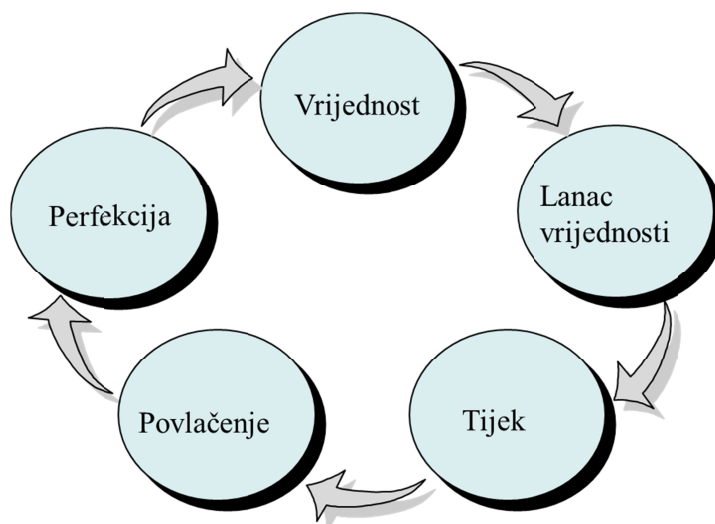 Vrijednost
Lanac
vrijednosti
Tijek
Povlačenje
Perfekcija